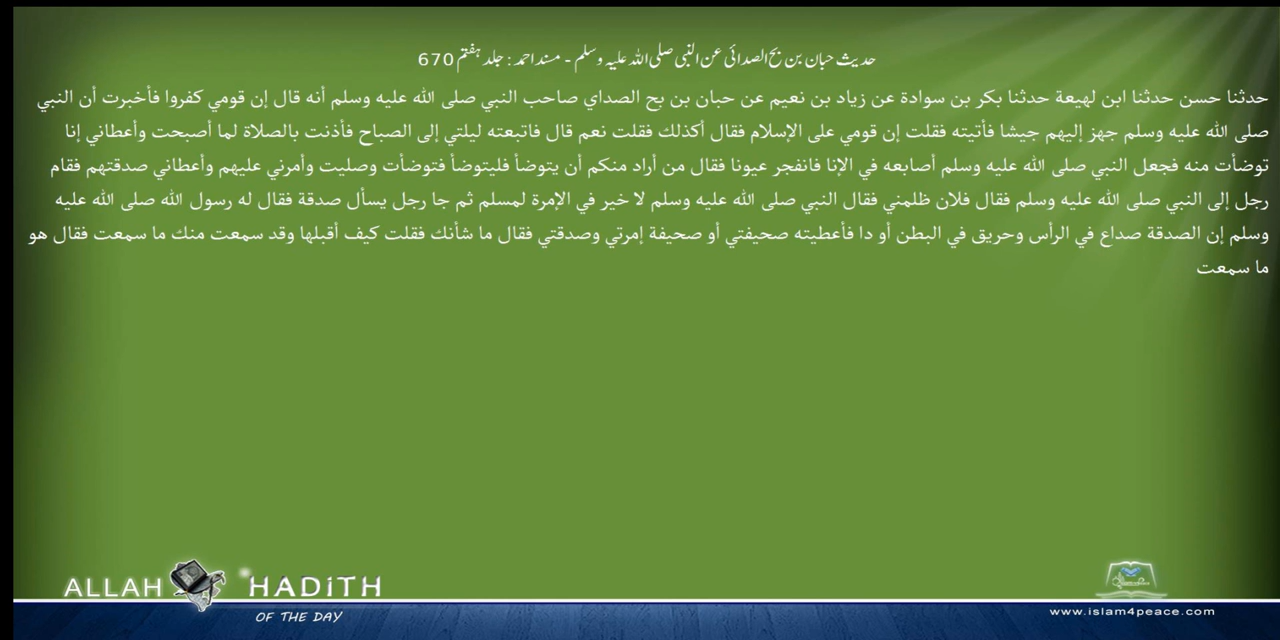 حدیث حبان بن بح الصدائی عن النبی صلی اللہ علیہ وسلم - مسند احمد : جلد ہفتم 670
حدثنا حسن حدثنا ابن لهيعة حدثنا بكر بن سوادة عن زياد بن نعيم عن حبان بن بح الصداي صاحب النبي صلى الله عليه وسلم أنه قال إن قومي كفروا فأخبرت أن النبي
صلى الله عليه وسلم جهز إليهم جيشا فأتيته فقلت إن قومي على الإسلام فقال أكذلك فقلت نعم قال فاتبعته ليلتي إلى الصباح فأذنت بالصلاة لما أصبحت وأعطاني إنا
توضأت منه فجعل النبي صلى الله عليه وسلم أصابعه في الإنا فانفجر عيونا فقال من أراد منكم أن يتوضأ فليتوضأ فتوضأت وصليت وأمرني عليهم وأعطاني صدقتهم فقام
رجل إلى النبي صلى الله عليه وسلم فقال فلان ظلمني فقال النبي صلى الله عليه وسلم لا خير في الإمرة لمسلم ثم جا رجل يسأل صدقة فقال له رسول الله صلى الله عليه
وسلم إن الصدقة صداع في الرأس وحريق في البطن أو دا فأعطيته صحيفتي أو صحيفة إمرتي وصدقتي فقال ما شأنك فقلت كيف أقبلها وقد سمعت منك ما سمعت فقال هو
ما سمعت
ALLAH HADITH
OF THE DAY
www.islam4peace.com